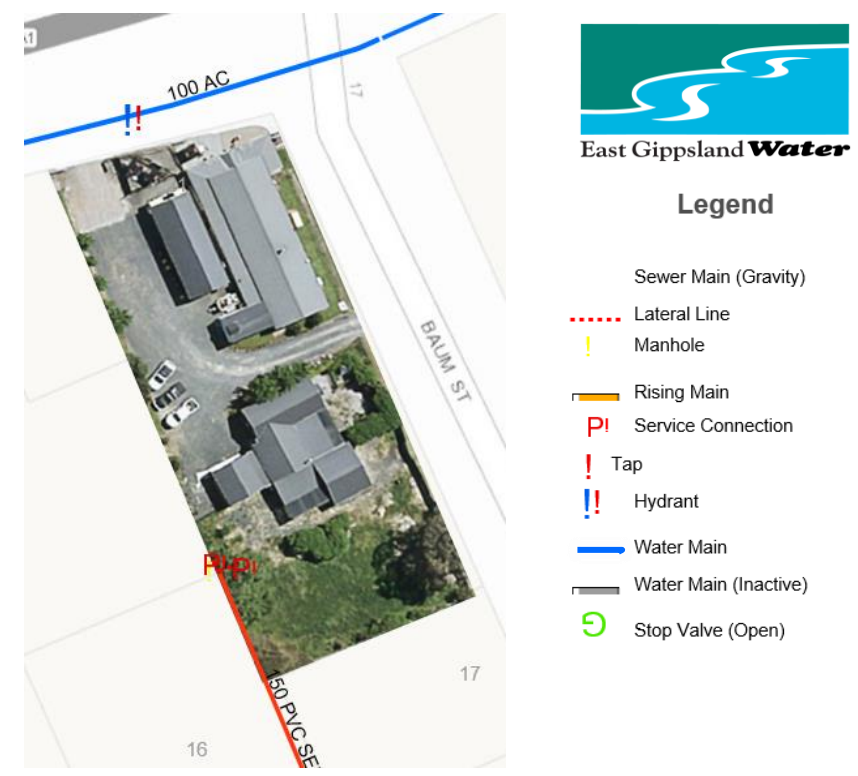 A1
100 AC
17
BAUM ST
150 PVC SE
17
16
East Gippsland Water
Legend
Sewer Main (Gravity)
Lateral Line
! Manhole
Rising Main
P! Service Connection
! Tap
!! Hydrant
Water Main
Water Main (Inactive)
Stop Valve (Open)